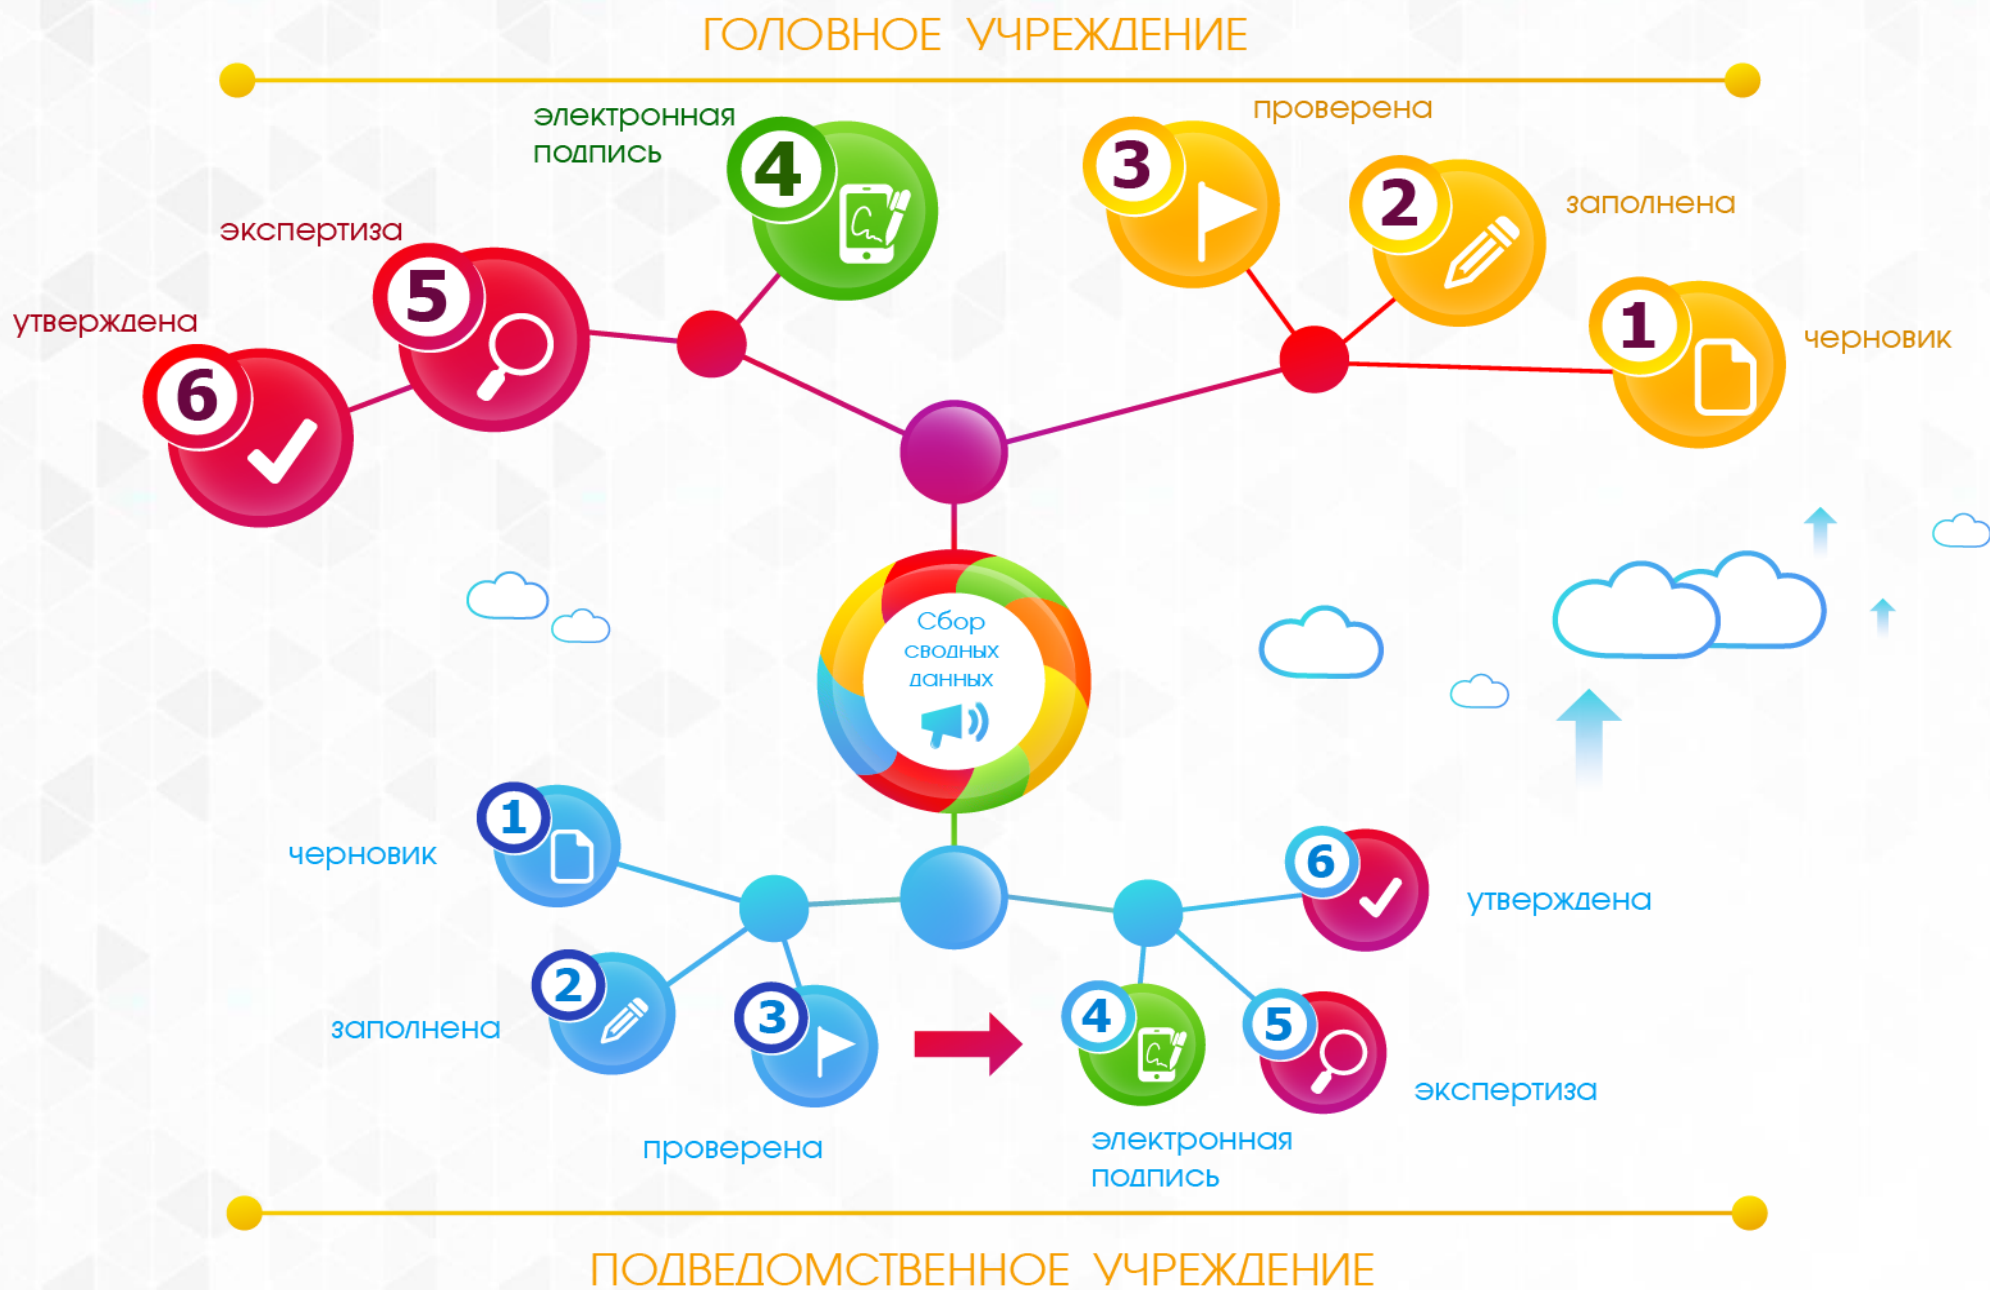 ГОЛОВНОЕ УЧРЕЖДЕНИЕ
электронная
подпись
4
3
проверена
2
заполнена
экспертиза
5
1
черновик
утверждена
6
Сбор
сводных
данных
1
черновик
6
утверждена
2
заполнена
3
4
5
экспертиза
проверена
электронная
подпись
ПОДВЕДОМСТВЕННОЕ УЧРЕЖДЕНИЕ